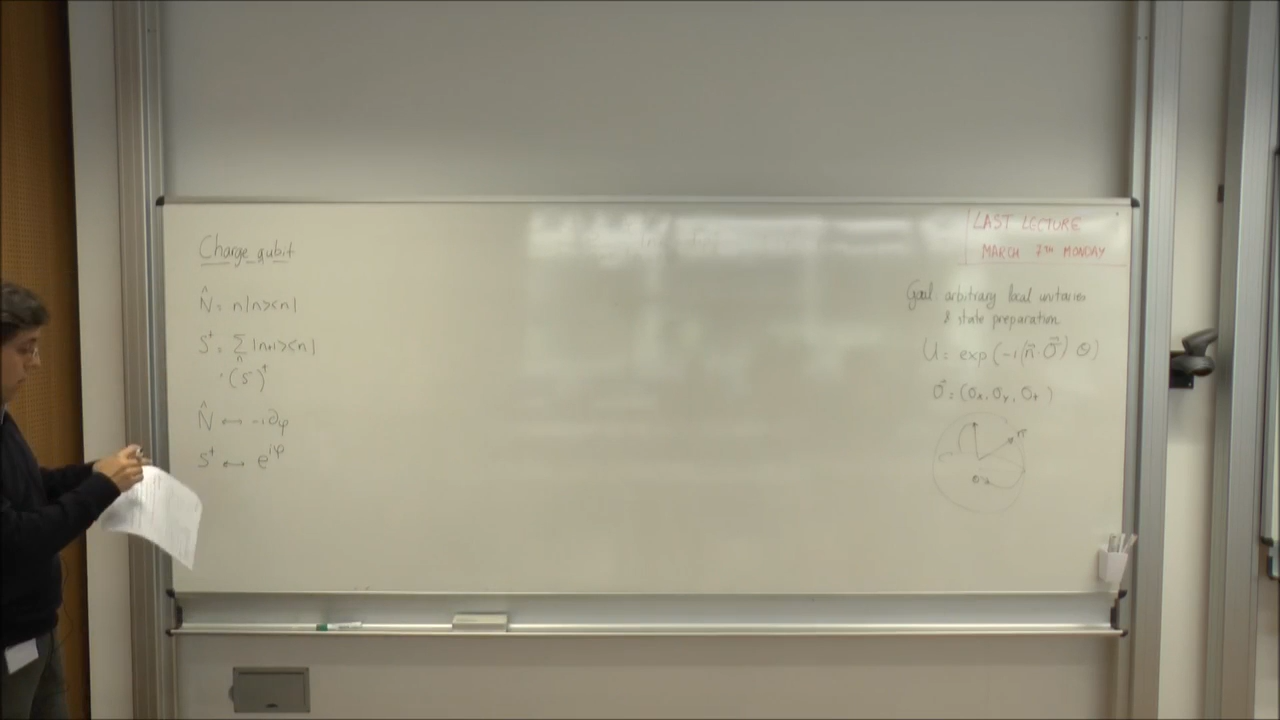 Charge qubit
N̂ = n|n><n|
S⁺ = ∑ₙ |n+1><n|
= (S⁻)⁺
N̂ ↔ -i∂φ
S⁺ ↔ e^{iφ}
LAST LECTURE
MARCH 7TH MONDAY
Goal: arbitrary local unitaries
& state preparation
U = exp(-i(n⃗·σ⃗) θ)
σ⃗ = (σx, σy, σz)
n⃗
θ